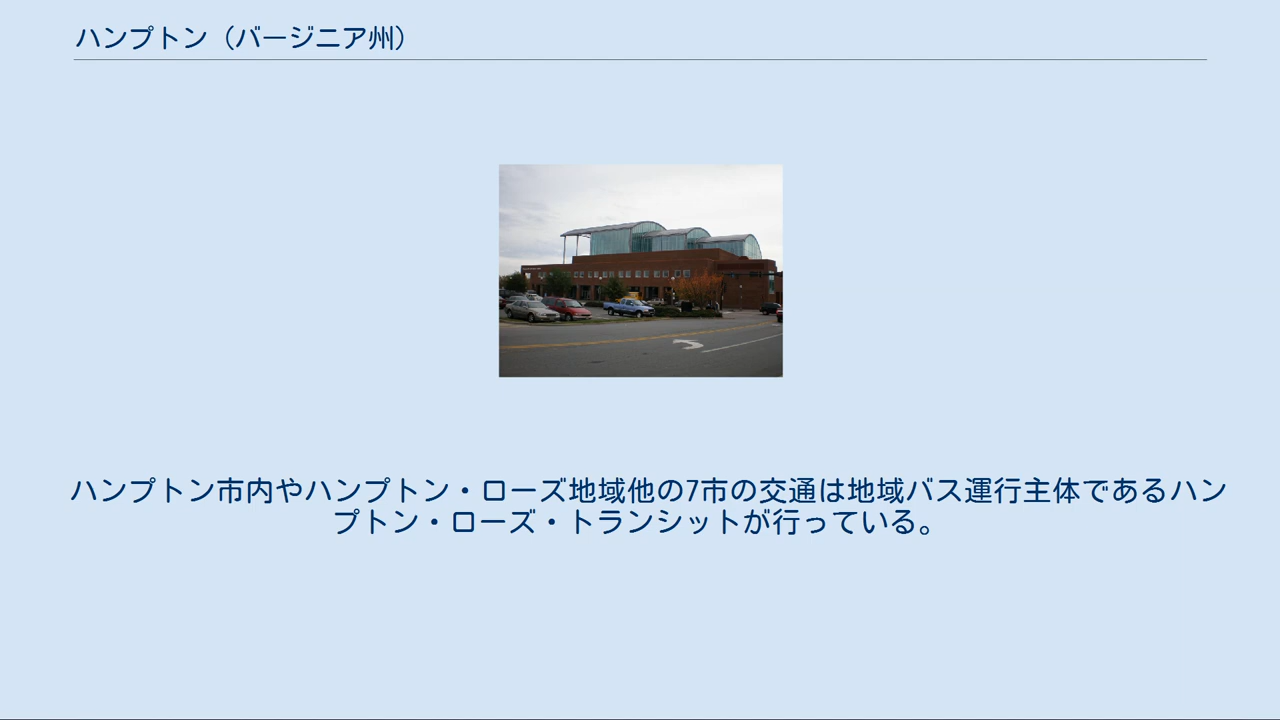 ハンプトン（バージニア州）
ハンプトン市内やハンプトン・ローズ地域他の7市の交通は地域バス運行主体であるハン
プトン・ローズ・トランシットが行っている。